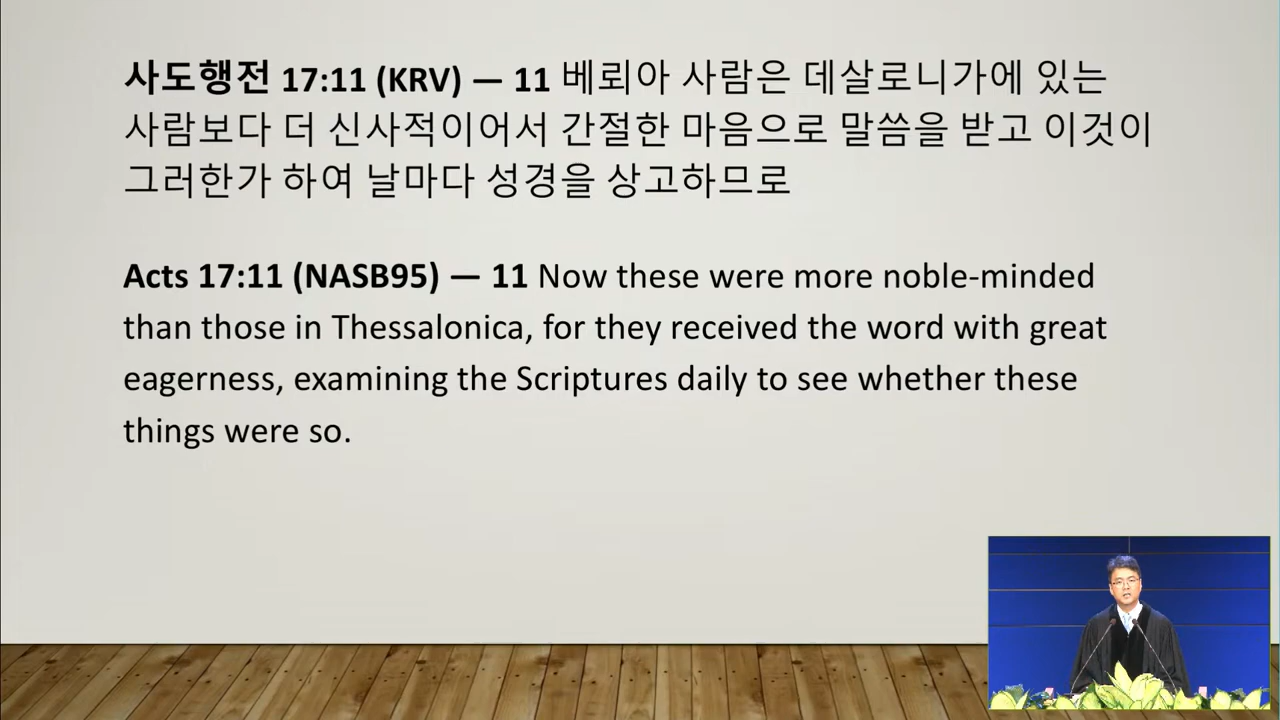 사도행전 17:11 (KRV) — 11 베뢰아 사람은 데살로니가에 있는
사람보다 더 신사적이어서 간절한 마음으로 말씀을 받고 이것이
그러한가 하여 날마다 성경을 상고하므로
Acts 17:11 (NASB95) — 11 Now these were more noble-minded
than those in Thessalonica, for they received the word with great
eagerness, examining the Scriptures daily to see whether these
things were so.